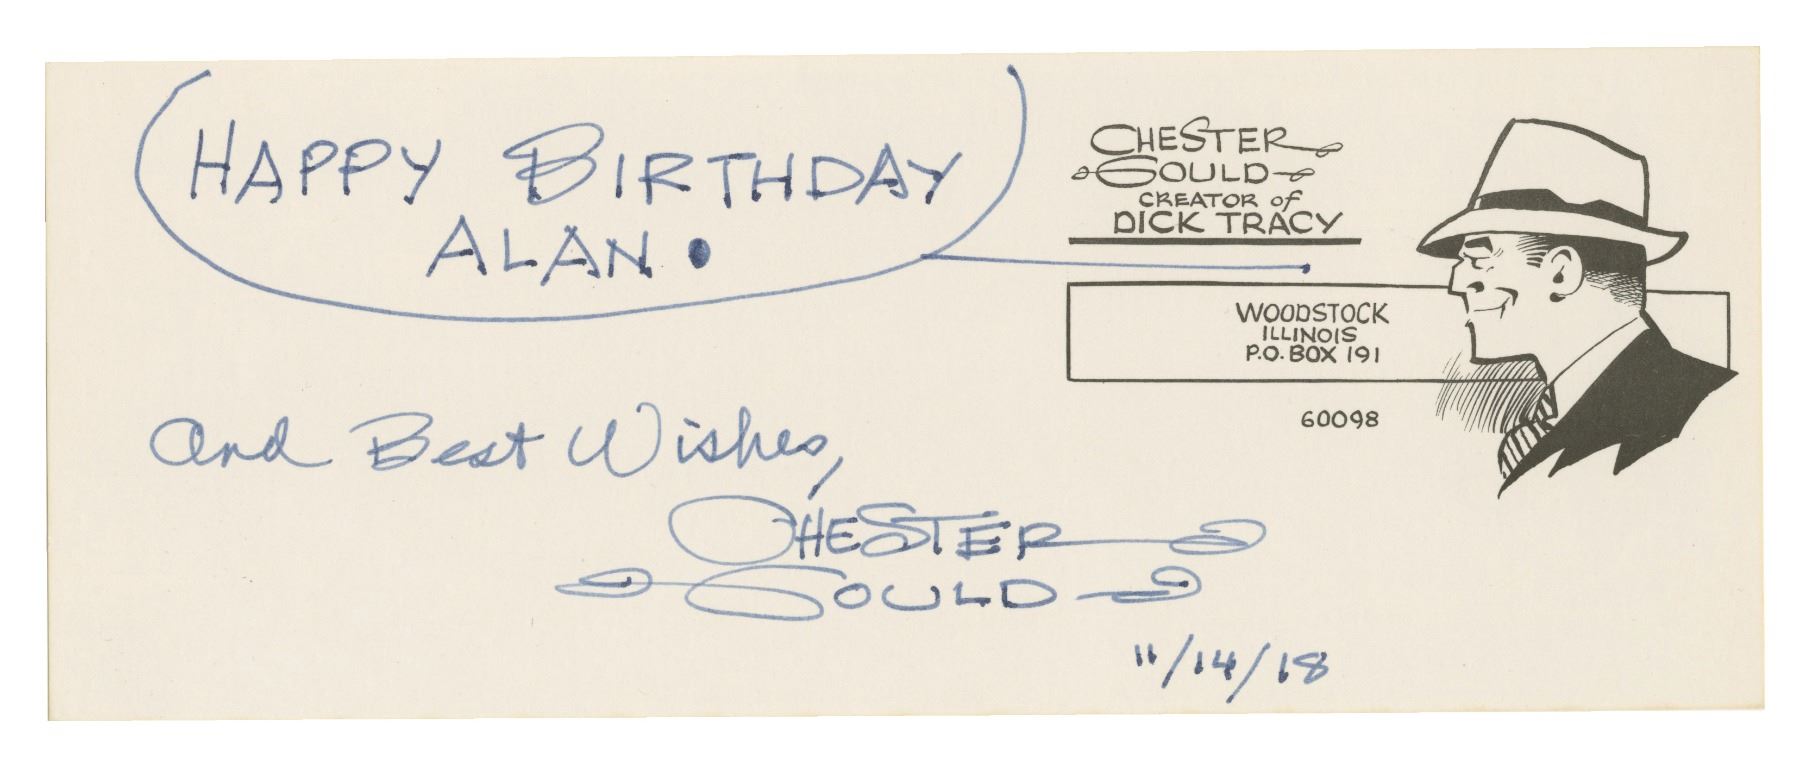 HAPPY BIRTHDAY
ALAN.
CHESTER
GOULD
CREATOR of
DICK TRACY
WOODSTOCK
ILLINOIS
P.O. BOX 191
60098
and Best Wishes,
CHESTER
GOULD
11/14/18